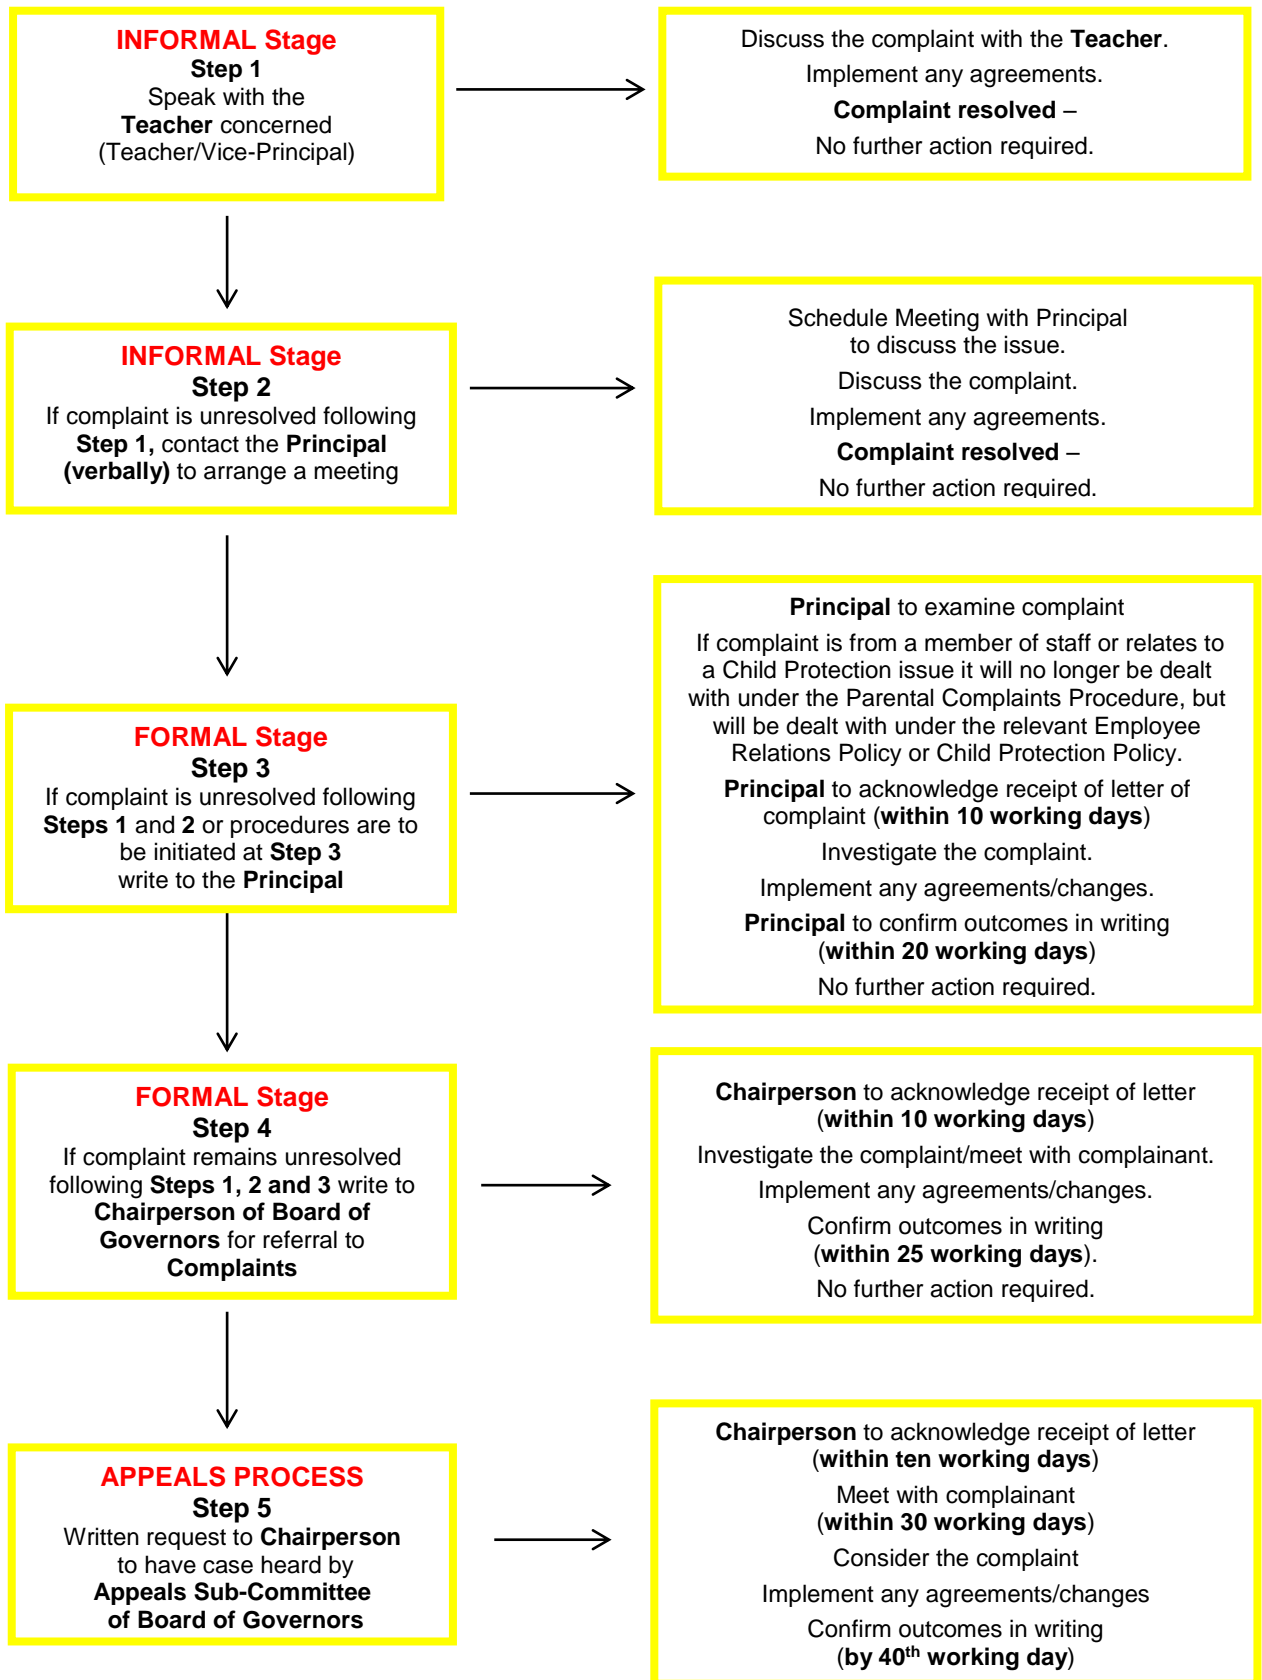 INFORMAL Stage
Step 1
Speak with the
Teacher concerned
(Teacher/Vice-Principal)
Discuss the complaint with the Teacher.
Implement any agreements.
Complaint resolved –
No further action required.
INFORMAL Stage
Step 2
If complaint is unresolved following
Step 1, contact the Principal
(verbally) to arrange a meeting
Schedule Meeting with Principal
to discuss the issue.
Discuss the complaint.
Implement any agreements.
Complaint resolved –
No further action required.
FORMAL Stage
Step 3
If complaint is unresolved following
Steps 1 and 2 or procedures are to
be initiated at Step 3
write to the Principal
Principal to examine complaint
If complaint is from a member of staff or relates to
a Child Protection issue it will no longer be dealt
with under the Parental Complaints Procedure, but
will be dealt with under the relevant Employee
Relations Policy or Child Protection Policy.
Principal to acknowledge receipt of letter of
complaint (within 10 working days)
Investigate the complaint.
Implement any agreements/changes.
Principal to confirm outcomes in writing
(within 20 working days)
No further action required.
FORMAL Stage
Step 4
If complaint remains unresolved
following Steps 1, 2 and 3 write to
Chairperson of Board of
Governors for referral to
Complaints
Chairperson to acknowledge receipt of letter
(within 10 working days)
Investigate the complaint/meet with complainant.
Implement any agreements/changes.
Confirm outcomes in writing
(within 25 working days).
No further action required.
APPEALS PROCESS
Step 5
Written request to Chairperson
to have case heard by
Appeals Sub-Committee
of Board of Governors
Chairperson to acknowledge receipt of letter
(within ten working days)
Meet with complainant
(within 30 working days)
Consider the complaint
Implement any agreements/changes
Confirm outcomes in writing
(by 40th working day)